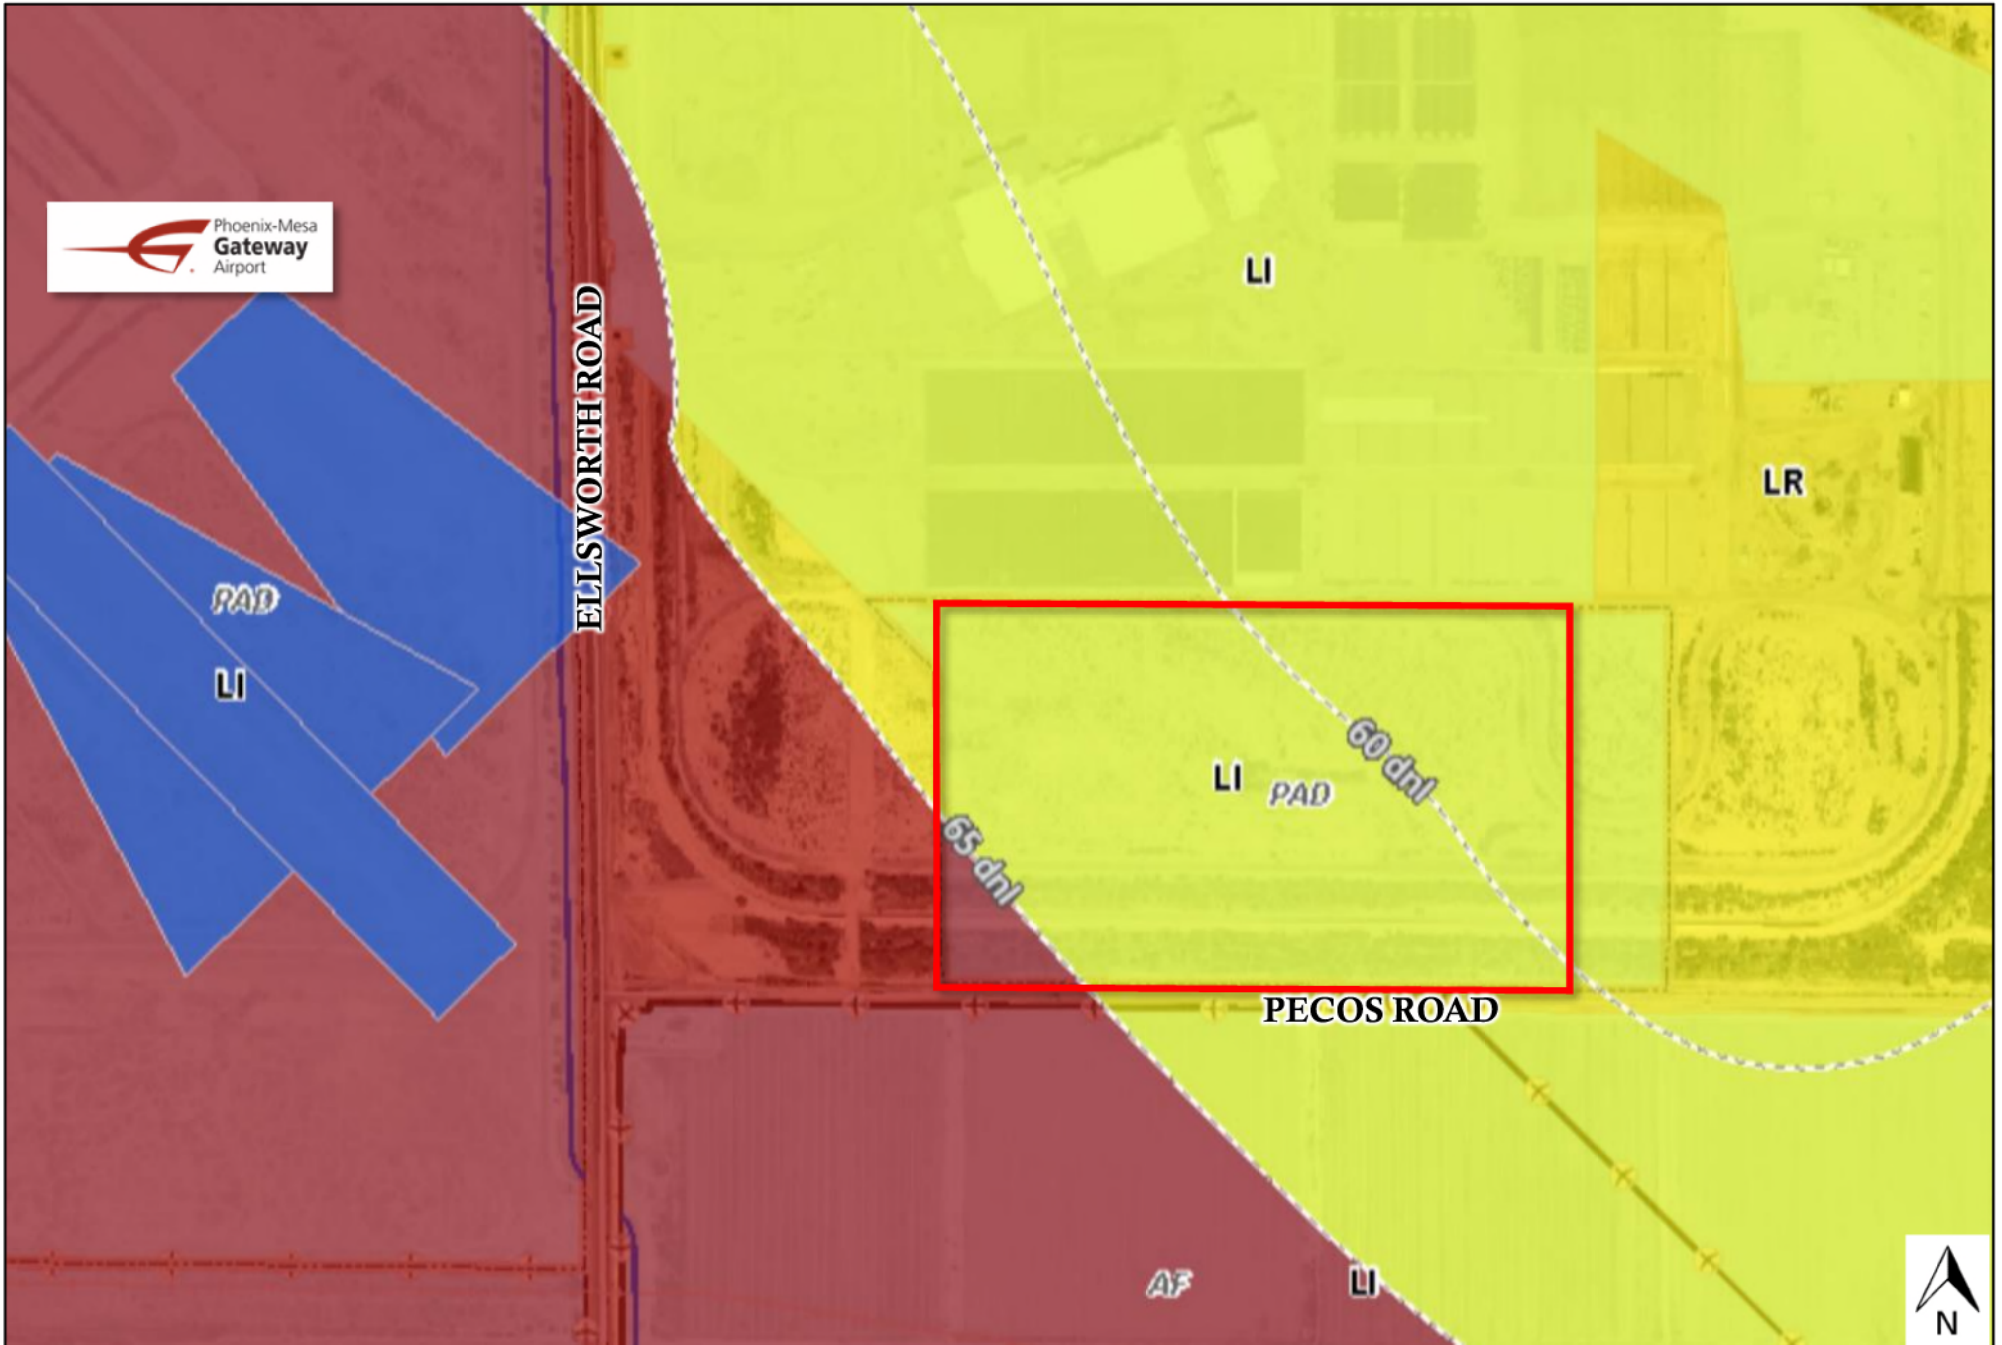 Phoenix-Mesa
Gateway
Airport
ELLSWORTH ROAD
LI
LR
PAD
LI
60 dnl
LI PAD
65 dnl
PECOS ROAD
AF
LI
N